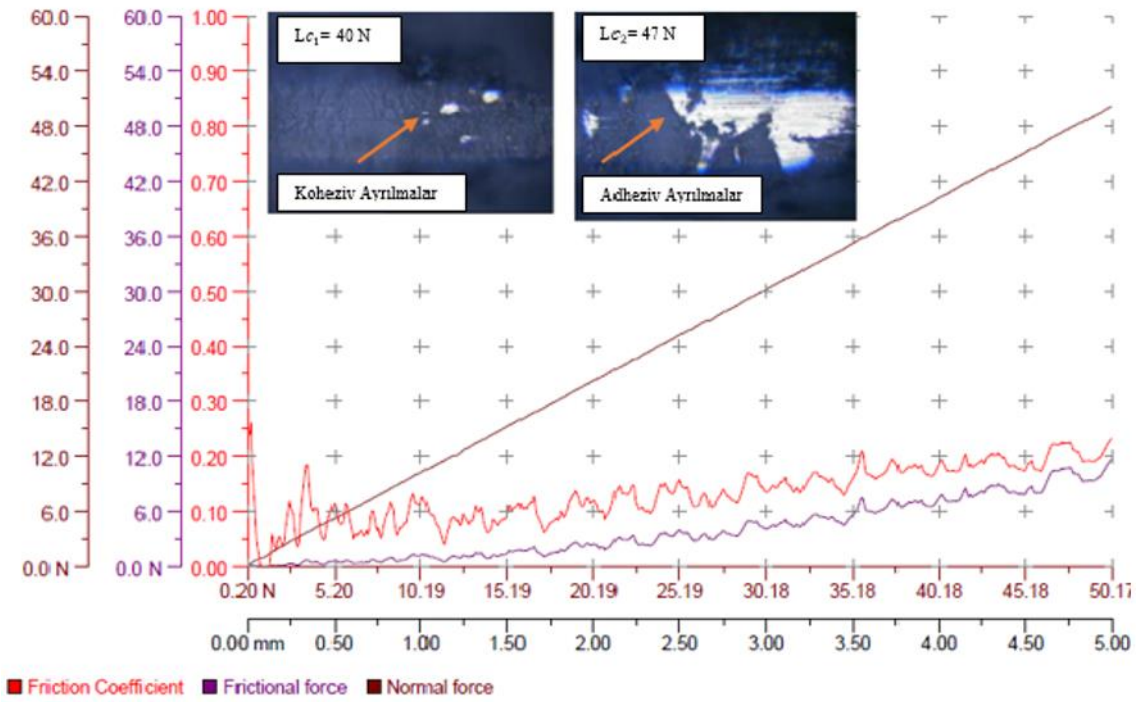 Lc₁= 40 N
Lc₂= 47 N
Koheziv Ayrılmalar
Adheziv Ayrılmalar
60.0 60.0 1.00
54.0 54.0 0.90
48.0 48.0 0.80
42.0 42.0 0.70
36.0 36.0 0.60
30.0 30.0 0.50
24.0 24.0 0.40
18.0 18.0 0.30
12.0 12.0 0.20
6.0 6.0 0.10
0.0 N 0.0 N 0.00
0.20 N 5.20 10.19 15.19 20.19 25.19 30.18 35.18 40.18 45.18 50.17
0.00 mm 0.50 1.00 1.50 2.00 2.50 3.00 3.50 4.00 4.50 5.00
Friction Coefficient Frictional force Normal force